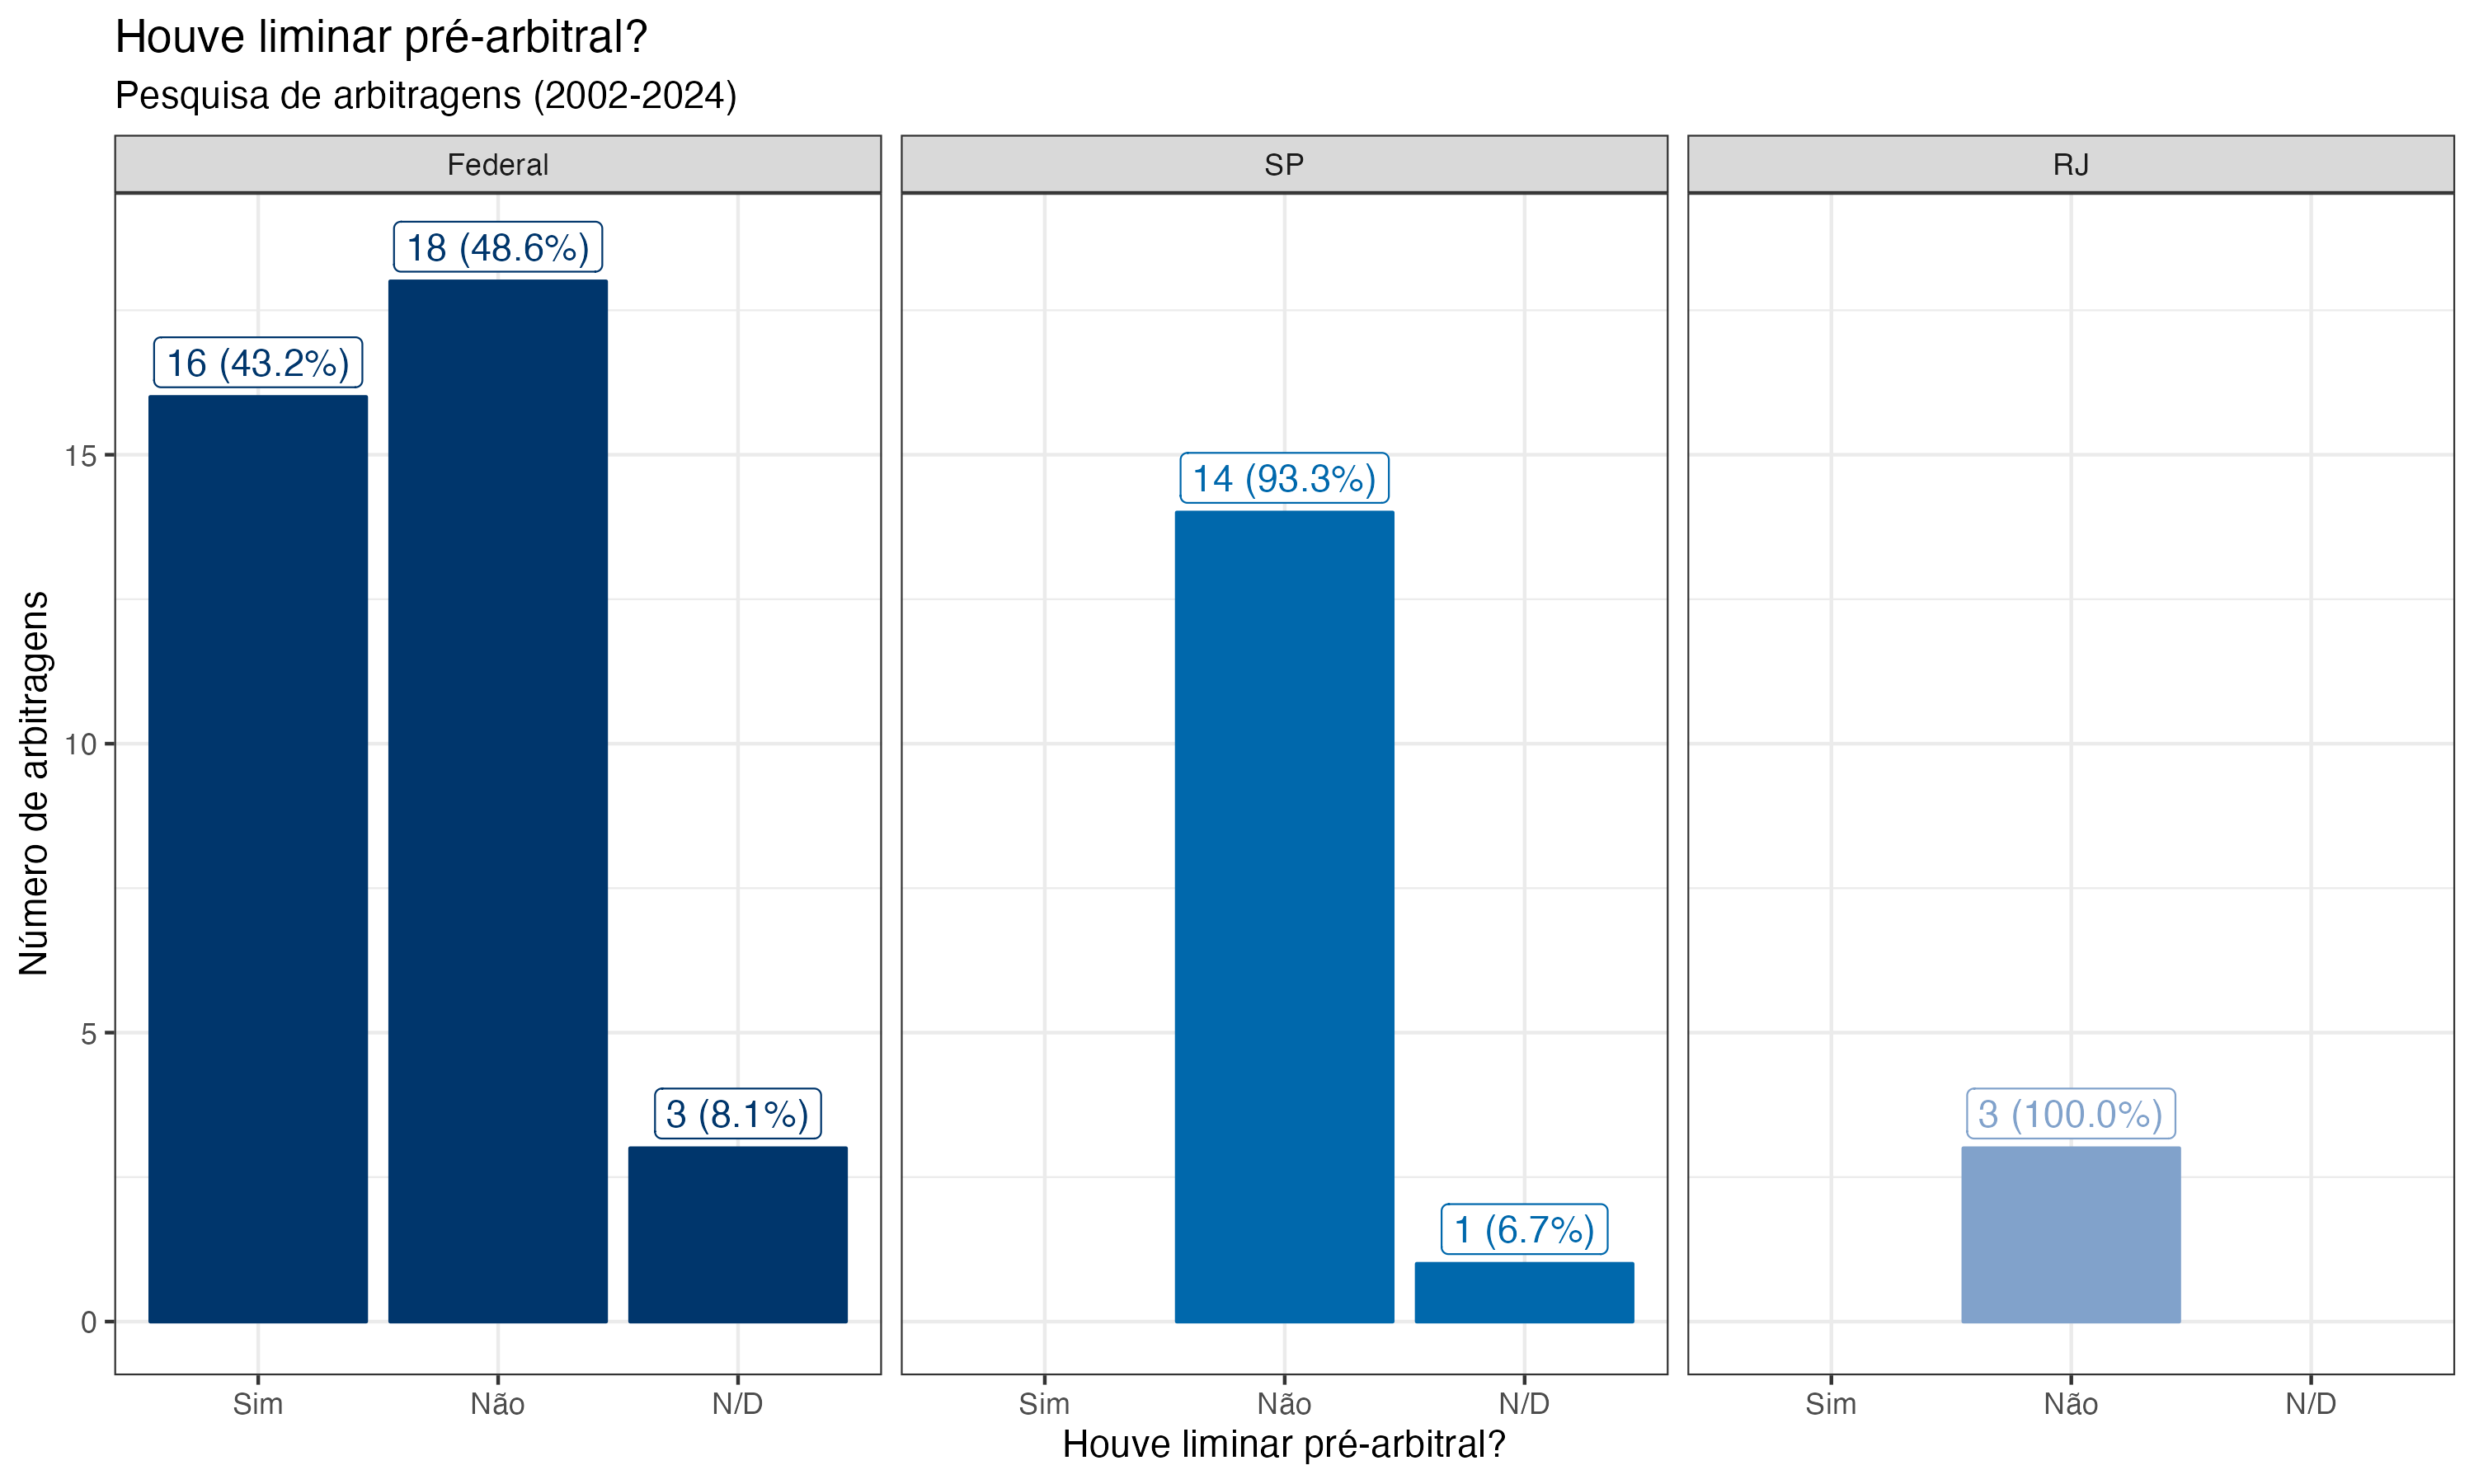 Houve liminar pré-arbitral?
Pesquisa de arbitragens (2002-2024)
Federal
SP
RJ
Número de arbitragens
15
10
5
0
16 (43.2%)
18 (48.6%)
3 (8.1%)
14 (93.3%)
1 (6.7%)
3 (100.0%)
Sim
Não
N/D
Sim
Não
N/D
Sim
Não
N/D
Houve liminar pré-arbitral?